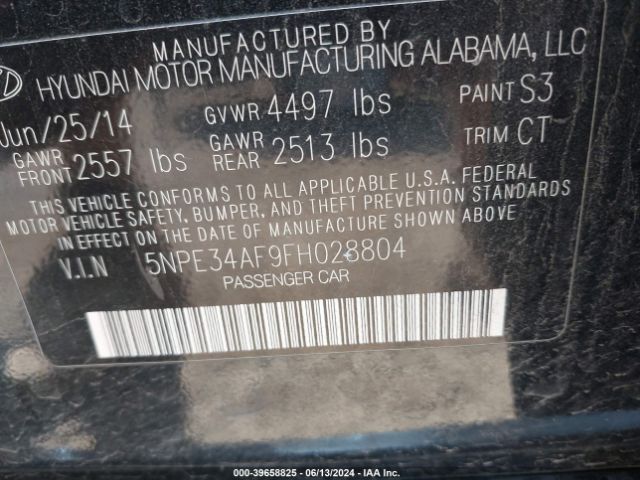 MANUFACTURED BY
HYUNDAI MOTOR MANUFACTURING ALABAMA, LLC
Jun/25/14 GVWR 4497 lbs PAINT S3
GAWR FRONT 2557 lbs GAWR REAR 2513 lbs TRIM CT
THIS VEHICLE CONFORMS TO ALL APPLICABLE U.S.A. FEDERAL
MOTOR VEHICLE SAFETY, BUMPER, AND THEFT PREVENTION STANDARDS
IN EFFECT ON THE DATE OF MANUFACTURE SHOWN ABOVE
V.I.N 5NPE34AF9FH028804
PASSENGER CAR
000-39658825 - 06/13/2024 - IAA Inc.